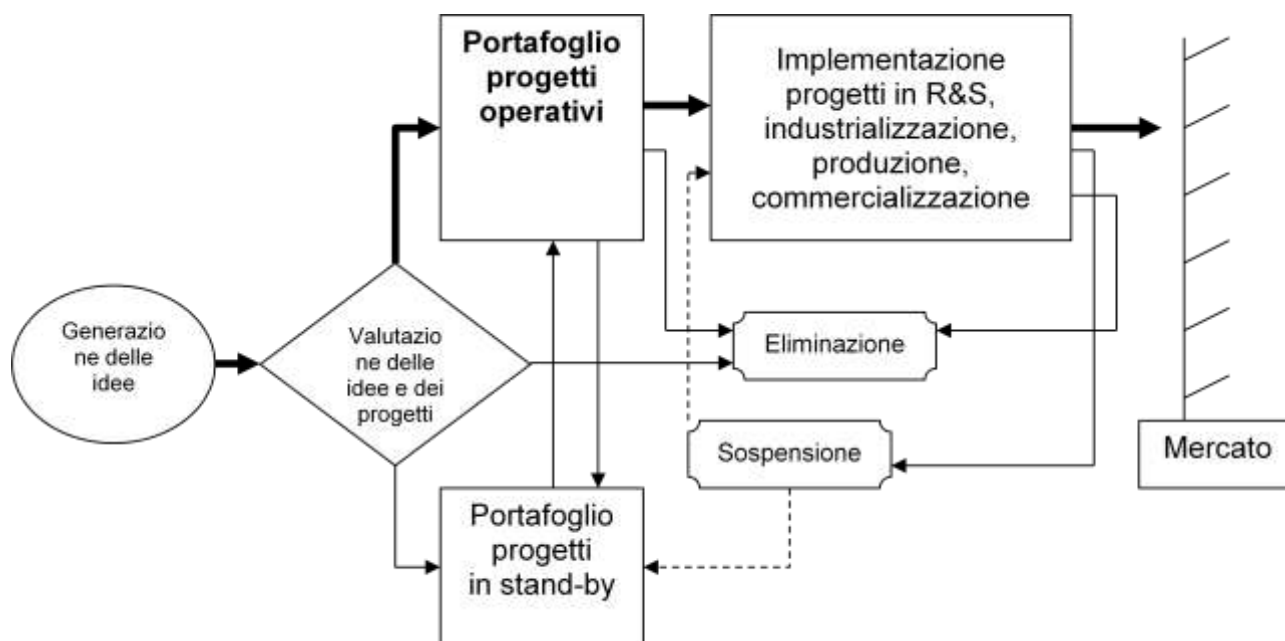 Portafoglio
progetti
operativi
Implementazione
progetti in R&S,
industrializzazione,
produzione,
commercializzazione
Generazio
ne delle
idee
Valutazio
ne delle
idee e dei
progetti
Eliminazione
Sospensione
Mercato
Portafoglio
progetti
in stand-by